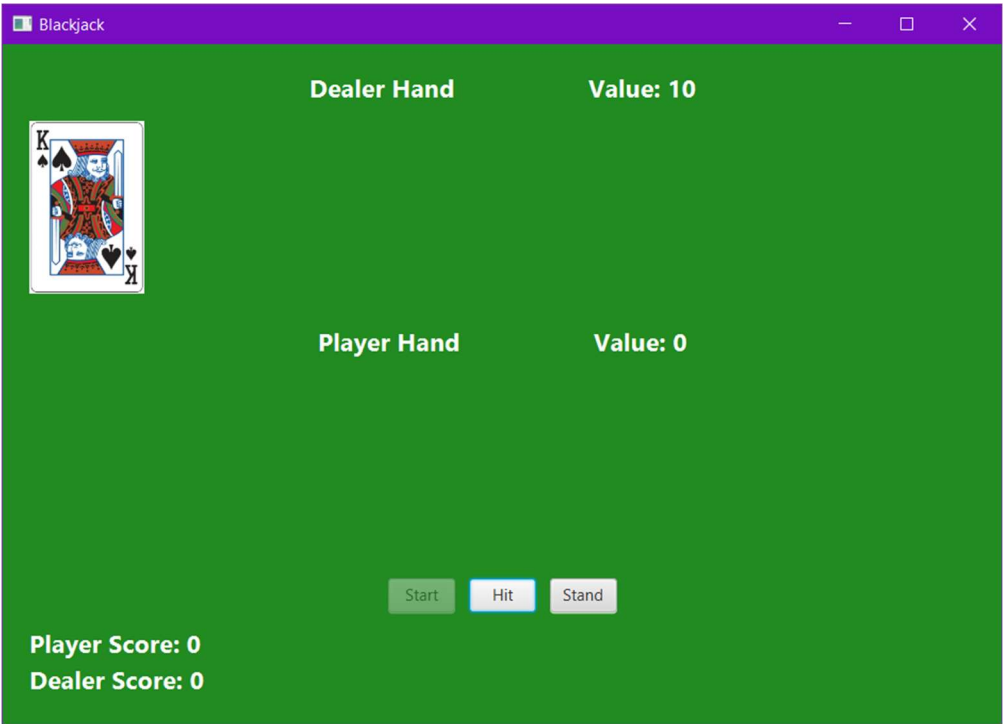 Blackjack
Dealer Hand Value: 10
K
K
Player Hand Value: 0
Start Hit Stand
Player Score: 0
Dealer Score: 0